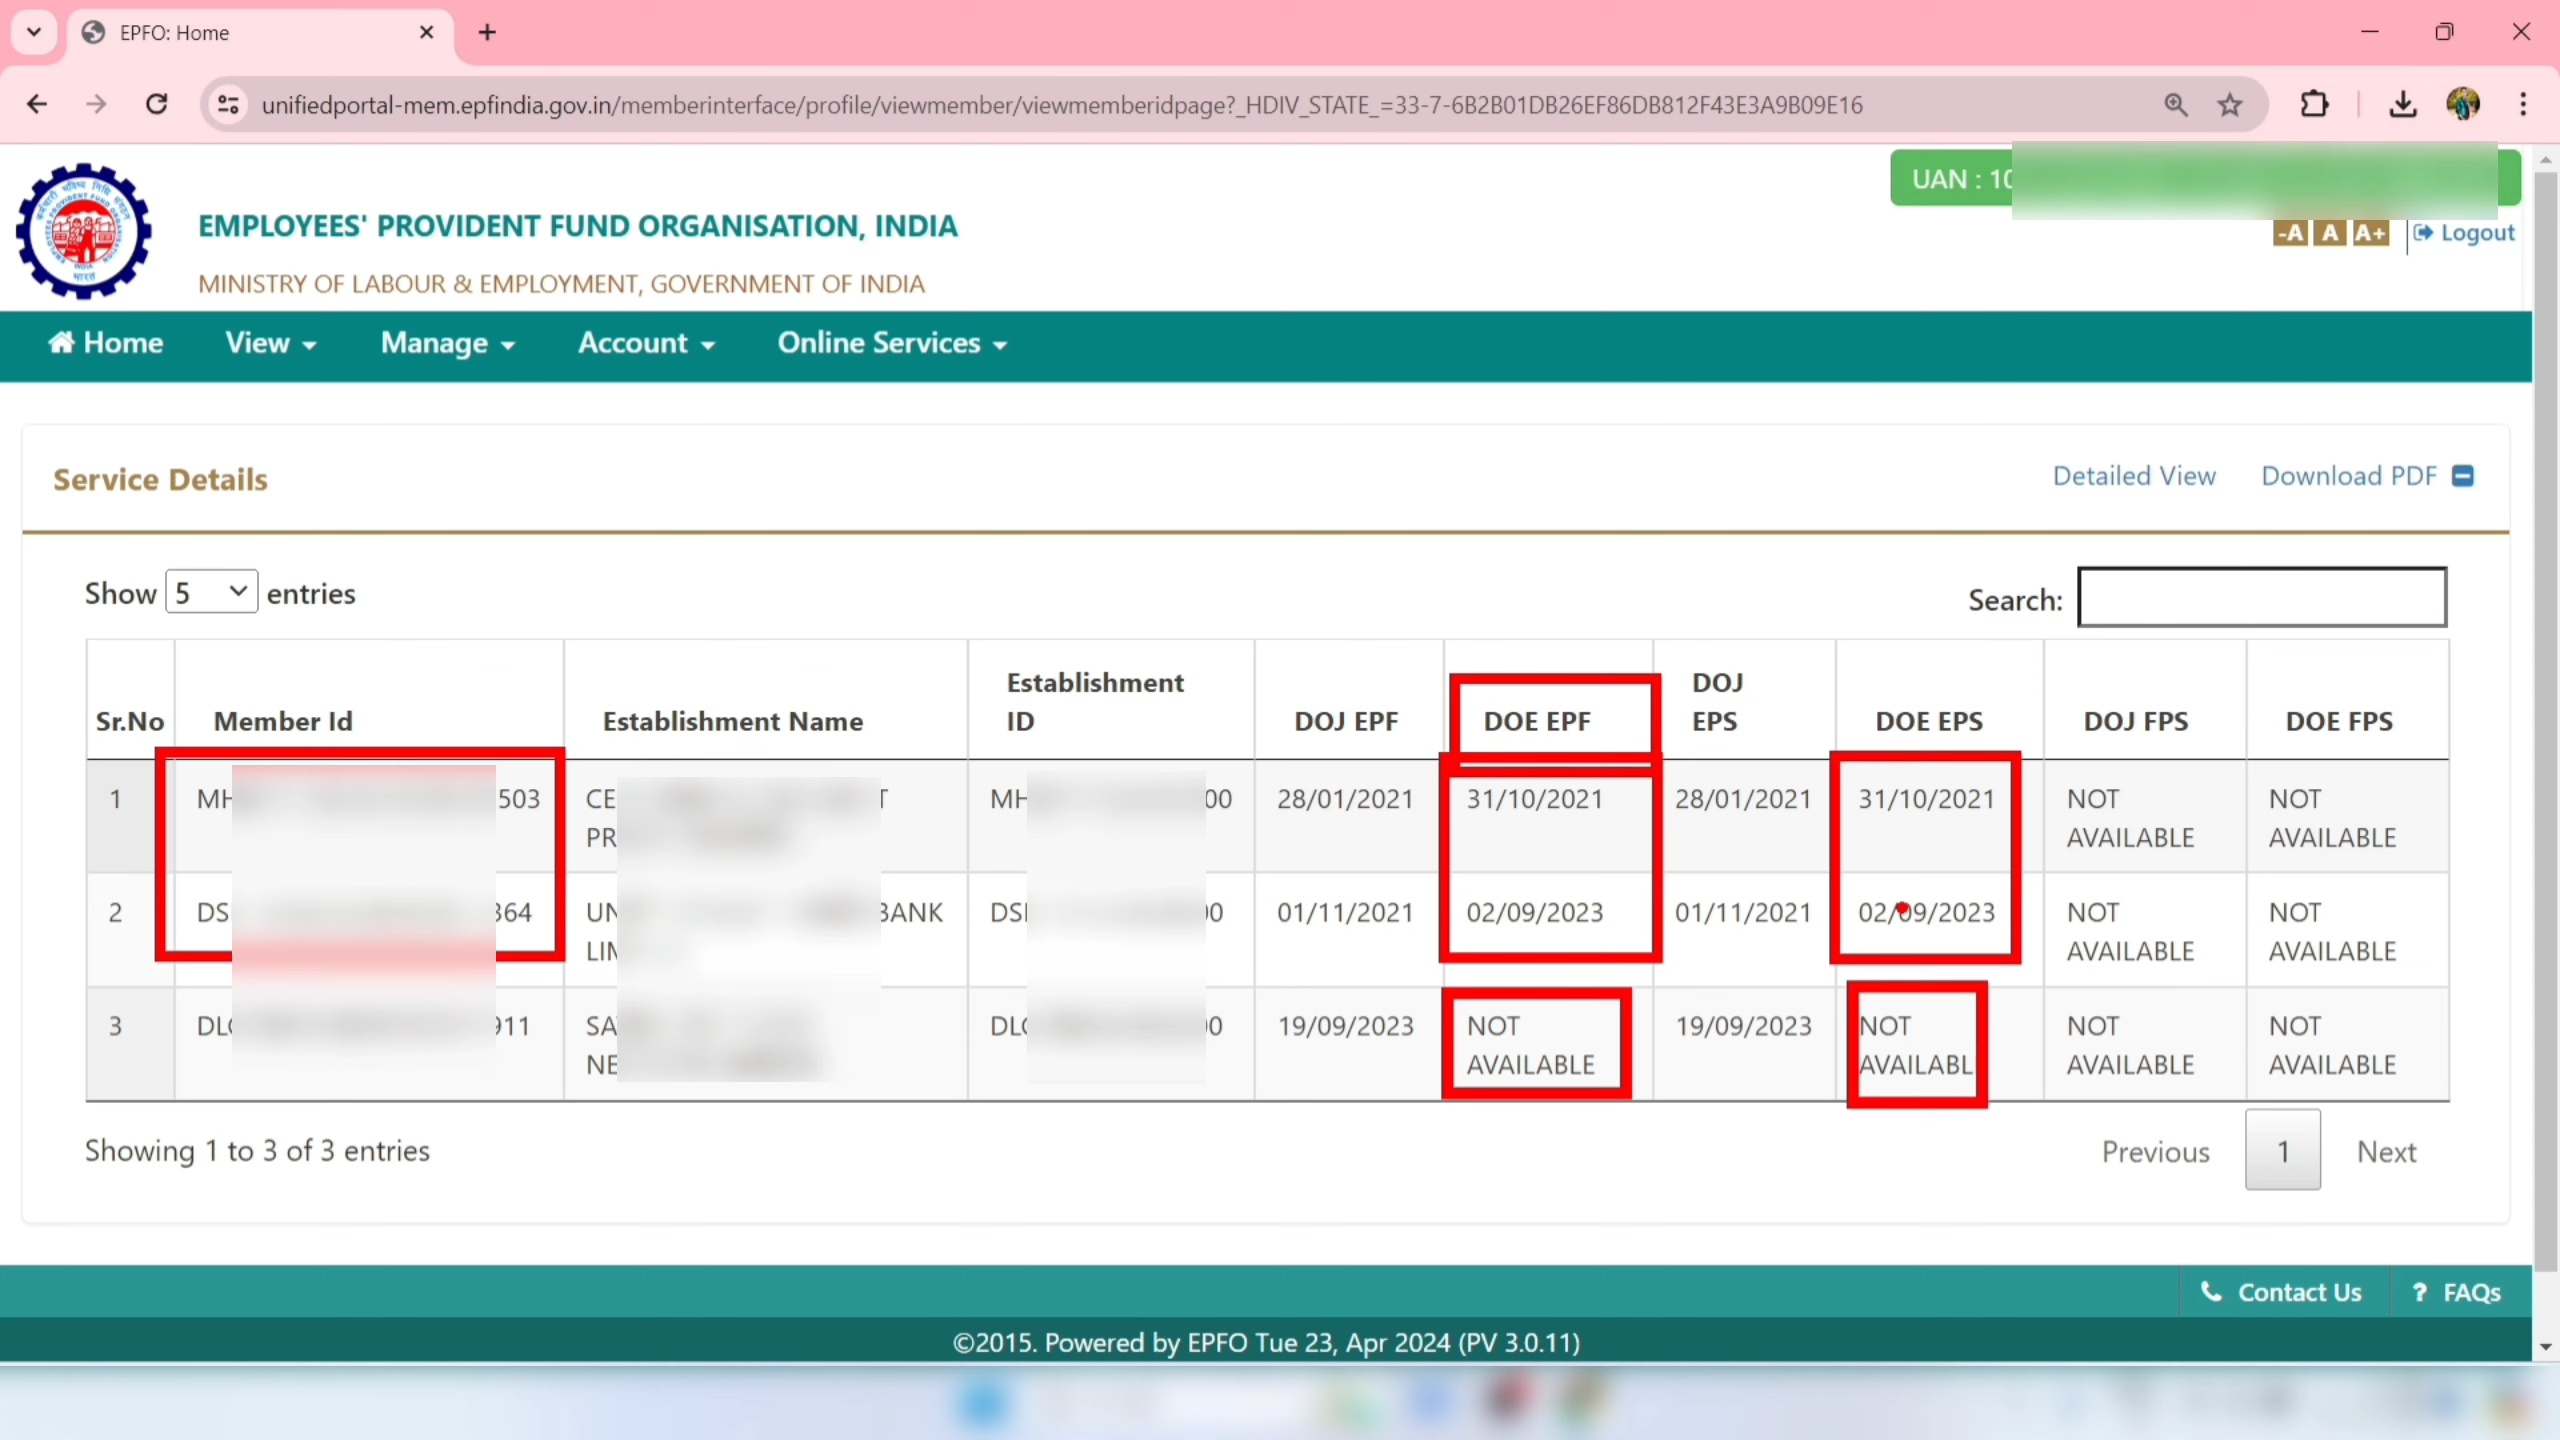 EPFO: Home
unifiedportal-mem.epfindia.gov.in/memberinterface/profile/viewmember/viewmemberidpage?_HDIV_STATE_=33-7-6B2B01DB26EF86DB812F43E3A9B09E16
UAN : 10
EMPLOYEES' PROVIDENT FUND ORGANISATION, INDIA
-A A A+ Logout
MINISTRY OF LABOUR & EMPLOYMENT, GOVERNMENT OF INDIA
Home View Manage Account Online Services
Service Details Detailed View Download PDF
Show 5 entries Search:
Sr.No Member Id Establishment Name Establishment ID DOJ EPF DOE EPF DOJ EPS DOE EPS DOJ FPS DOE FPS
1 MH 503 CE T MH 00 28/01/2021 31/10/2021 28/01/2021 31/10/2021 NOT NOT
PR AVAILABLE AVAILABLE
2 DS 364 UN BANK DS 0 01/11/2021 02/09/2023 01/11/2021 02/09/2023 NOT NOT
LIM AVAILABLE AVAILABLE
3 DL 911 SA DL 0 19/09/2023 NOT 19/09/2023 NOT NOT NOT
NE AVAILABLE AVAILABL AVAILABLE AVAILABLE
Showing 1 to 3 of 3 entries Previous 1 Next
Contact Us ? FAQs
©2015. Powered by EPFO Tue 23, Apr 2024 (PV 3.0.11)